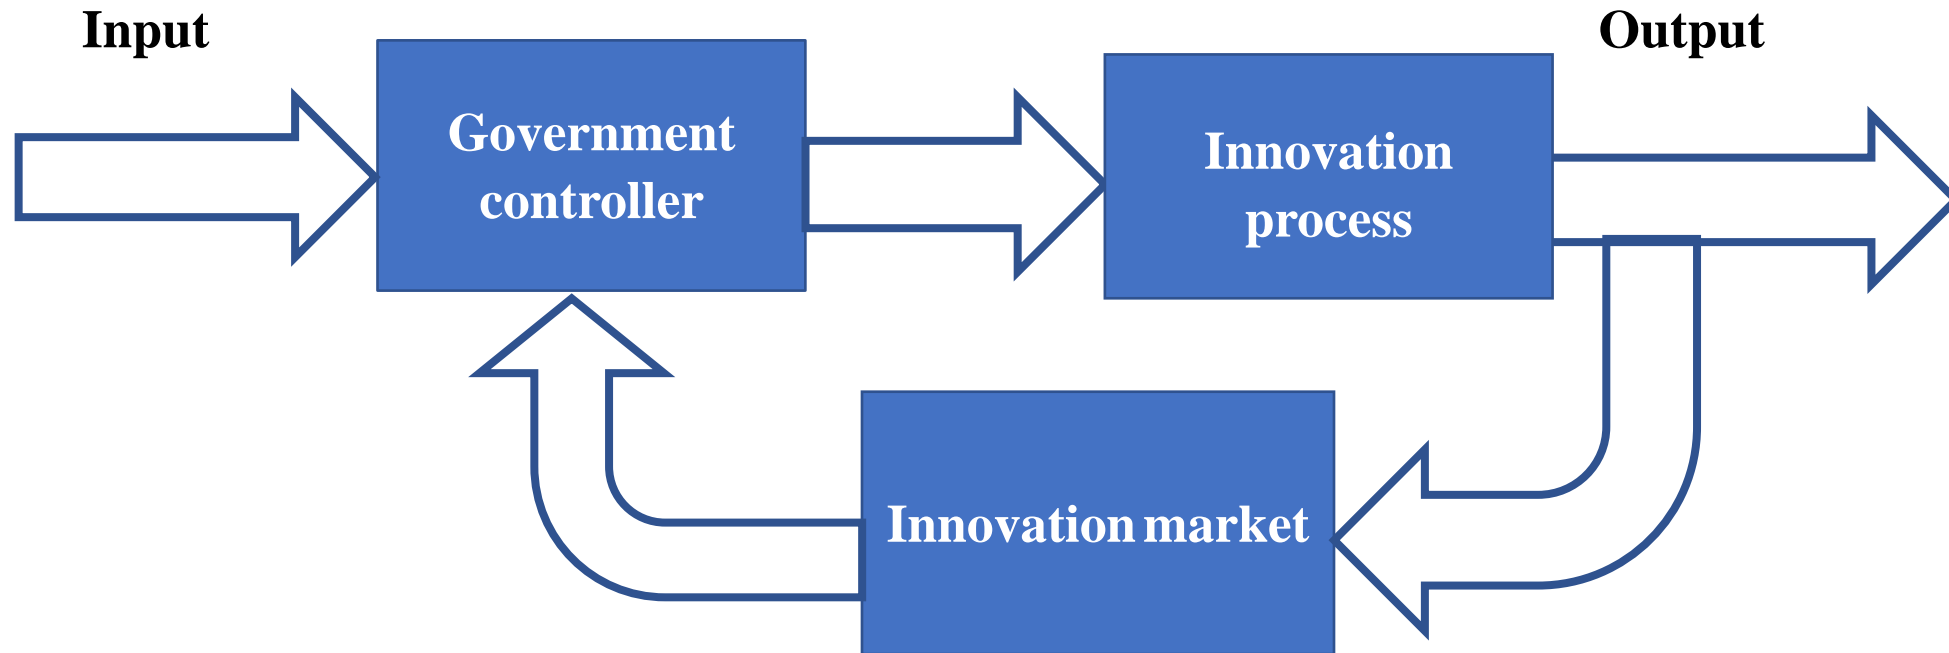 Input
Output
Government
controller
Innovation
process
Innovation market